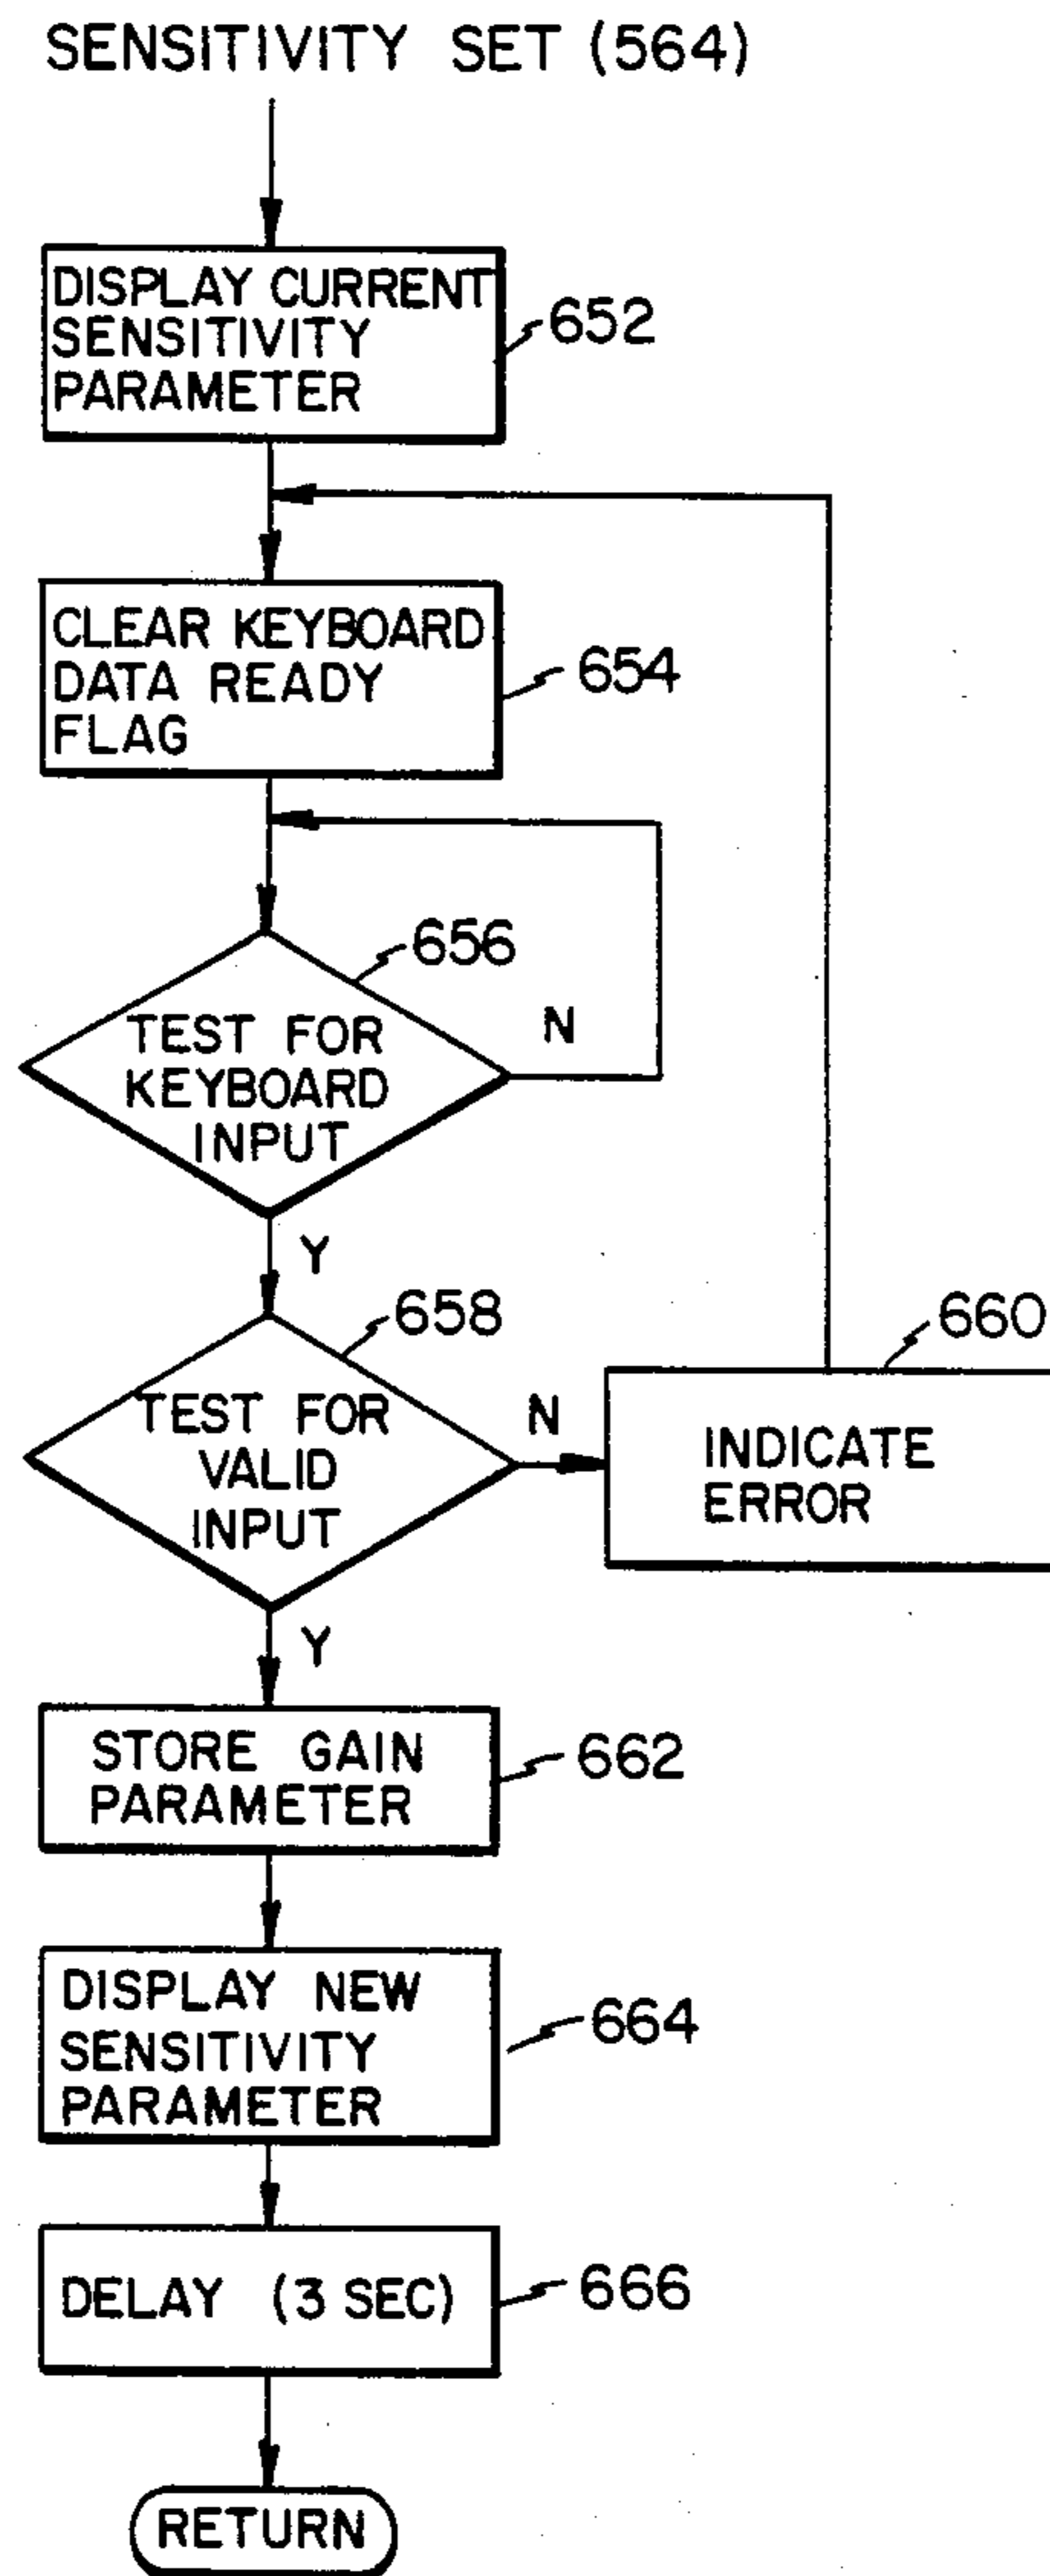 SENSITIVITY SET (564)
DISPLAY CURRENT
SENSITIVITY
PARAMETER
652
CLEAR KEYBOARD
DATA READY
FLAG
654
656
TEST FOR
KEYBOARD
INPUT
N
Y
658
TEST FOR
VALID
INPUT
N
660
INDICATE
ERROR
Y
STORE GAIN
PARAMETER
662
DISPLAY NEW
SENSITIVITY
PARAMETER
664
DELAY (3 SEC)
666
RETURN